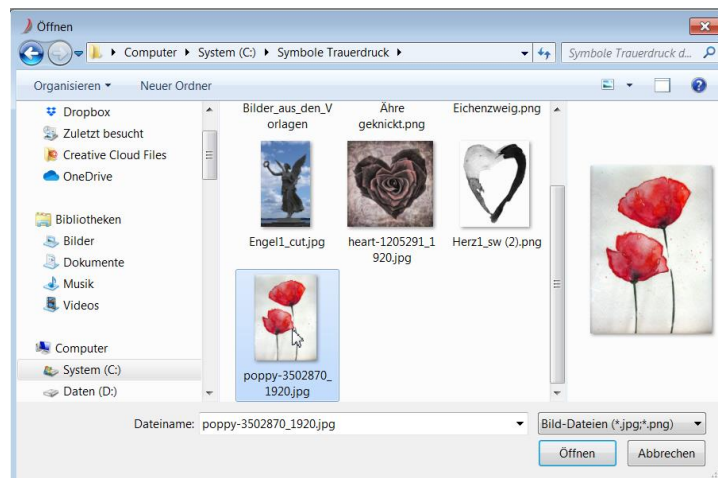 Öffnen
Computer ▸ System (C:) ▸ Symbole Trauerdruck ▸
Symbole Trauerdruck d...
Organisieren
Neuer Ordner
Dropbox
Zuletzt besucht
Creative Cloud Files
OneDrive
Bibliotheken
Bilder
Dokumente
Musik
Videos
Computer
System (C:)
Daten (D:)
Bilder_aus_den_V
orlagen
Ähre
geknickt.png
Eichenzweig.png
Engel1_cut.jpg
heart-1205291_1
920.jpg
Herz1_sw (2).png
poppy-3502870_
1920.jpg
Dateiname: poppy-3502870_1920.jpg
Bild-Dateien (*.jpg;*.png)
Öffnen
Abbrechen